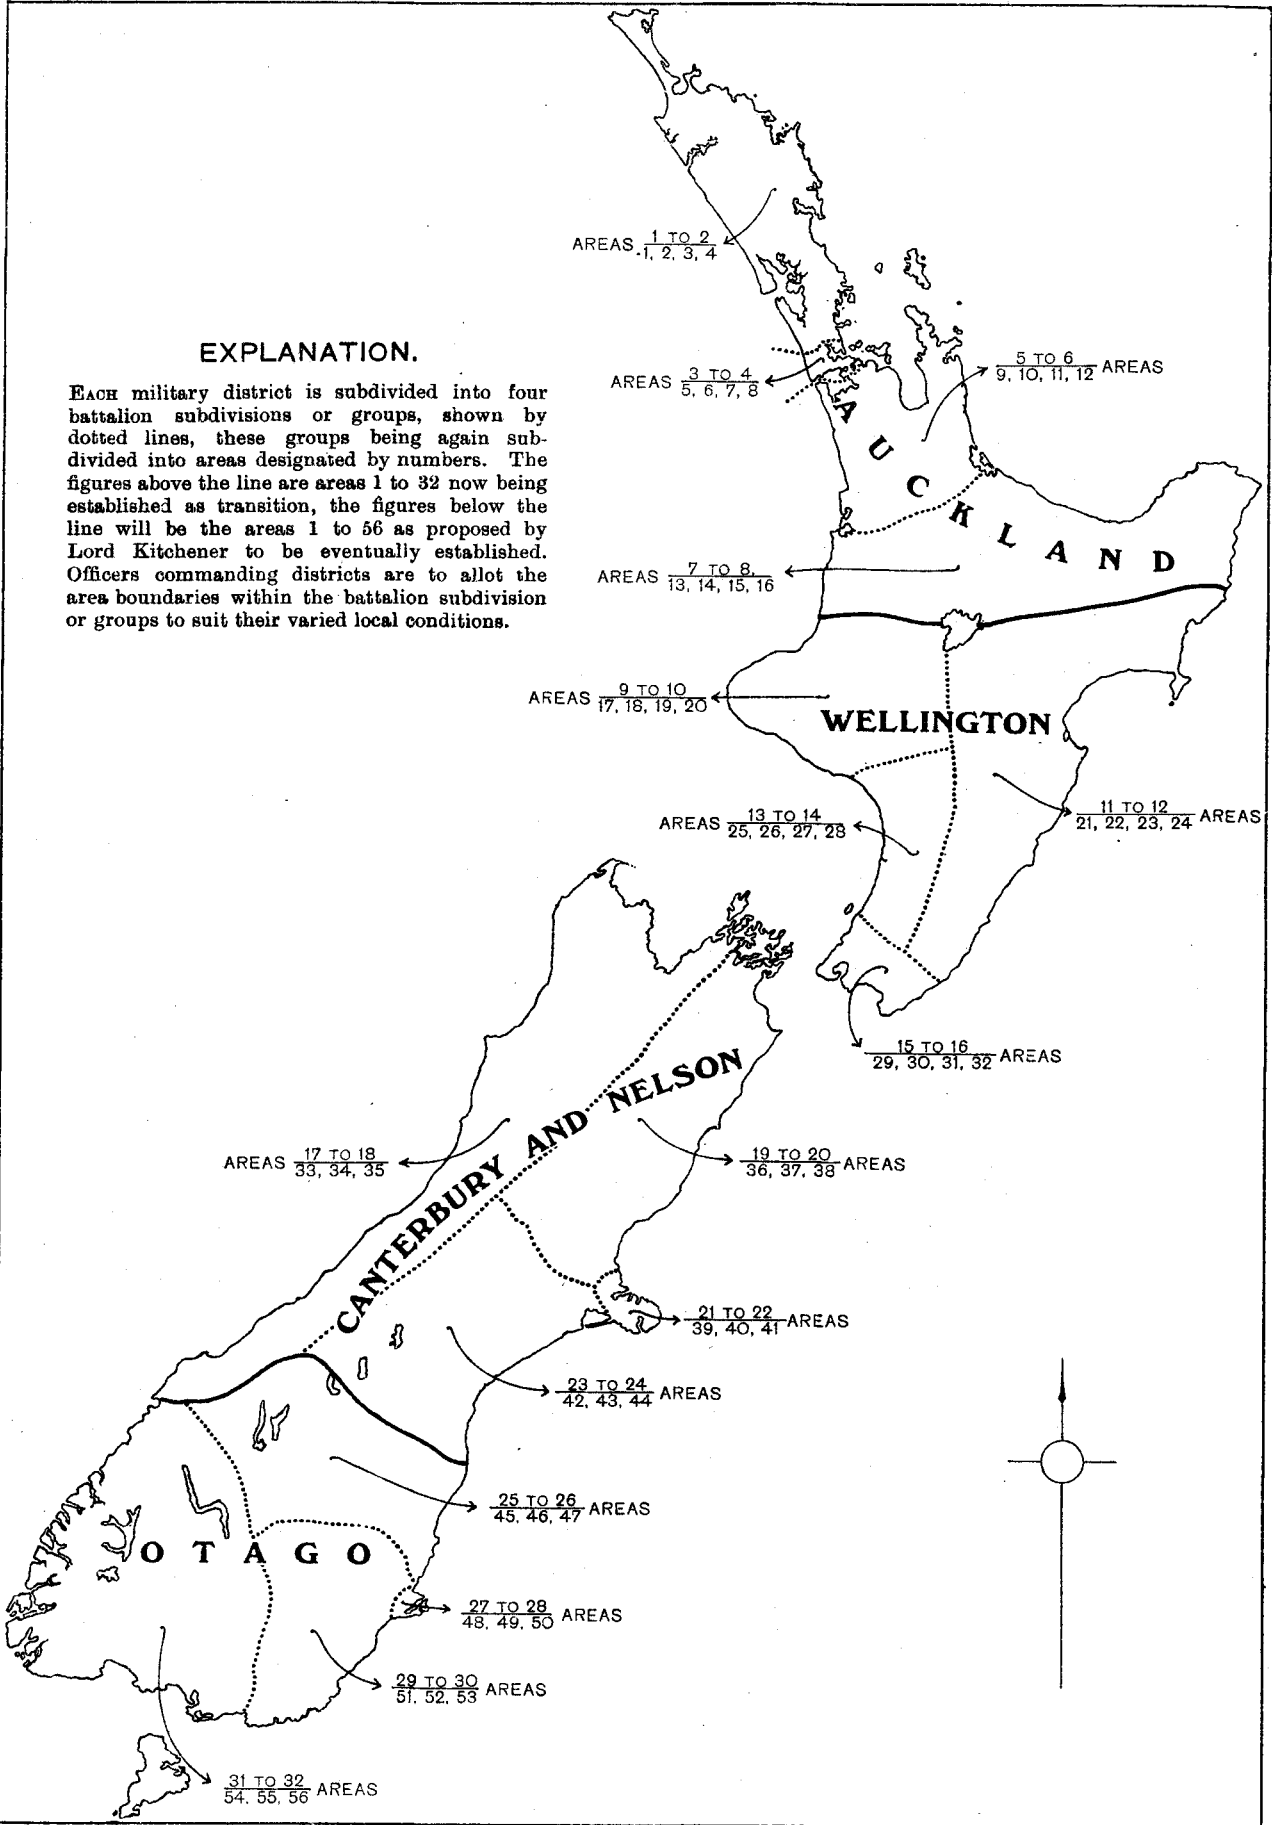 AREAS 1 TO 2
1, 2, 3, 4
EXPLANATION.
EACH military district is subdivided into four
battalion subdivisions or groups, shown by
dotted lines, these groups being again sub-
divided into areas designated by numbers. The
figures above the line are areas 1 to 32 now being
established as transition, the figures below the
line will be the areas 1 to 56 as proposed by
Lord Kitchener to be eventually established.
Officers commanding districts are to allot the
area boundaries within the battalion subdivision
or groups to suit their varied local conditions.
AREAS 3 TO 4
5, 6, 7, 8
5 TO 6 AREAS
9, 10, 11, 12
AUCKLAND
AREAS 7 TO 8,
13, 14, 15, 16
AREAS 9 TO 10
17, 18, 19, 20
WELLINGTON
11 TO 12 AREAS
21, 22, 23, 24
AREAS 13 TO 14
25, 26, 27, 28
15 TO 16 AREAS
29, 30, 31, 32
CANTERBURY AND NELSON
AREAS 17 TO 18
33, 34, 35
19 TO 20 AREAS
36, 37, 38
21 TO 22 AREAS
39, 40, 41
23 TO 24 AREAS
42, 43, 44
25 TO 26 AREAS
45, 46, 47
OTAGO
27 TO 28 AREAS
48, 49, 50
29 TO 30 AREAS
51, 52, 53
31 TO 32 AREAS
54, 55, 56